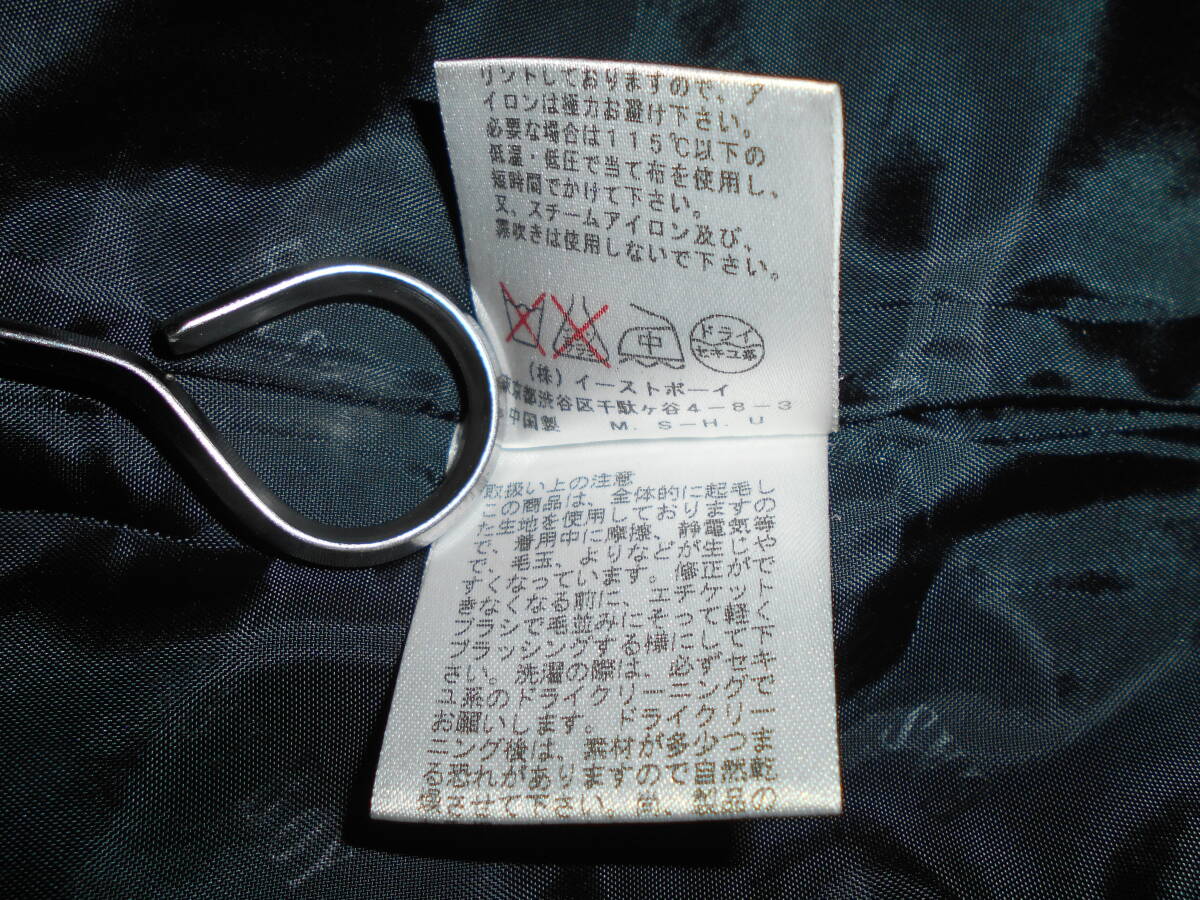 リントしておりますので、ア
イロンは極力お避け下さい。
必要な場合は115℃以下の
低温・低圧で当て布を使用し、
短時間でかけて下さい。
又、スチームアイロン及び、
霧吹きは使用しないで下さい。
中
ドライ
セキユ系
(株)イーストボーイ
東京都渋谷区千駄ヶ谷4-8-3
中国製 M. S-H. U
取扱い上の注意
この商品は、全体的に起毛し
た生地を使用しておりますの
で、着用中に摩擦、静電気等
で、毛玉、よりなどが生じや
すくなっています。修正がで
きなくなる前に、エチケット
ブラシで毛並みにそって軽く
ブラッシングする様にして下
さい。洗濯の際は、必ずセキ
ユ系のドライクリーニングで
お願いします。ドライクリー
ニング後は、素材が多少つま
る恐れがありますので自然乾
燥させて下さい。尚、製品の